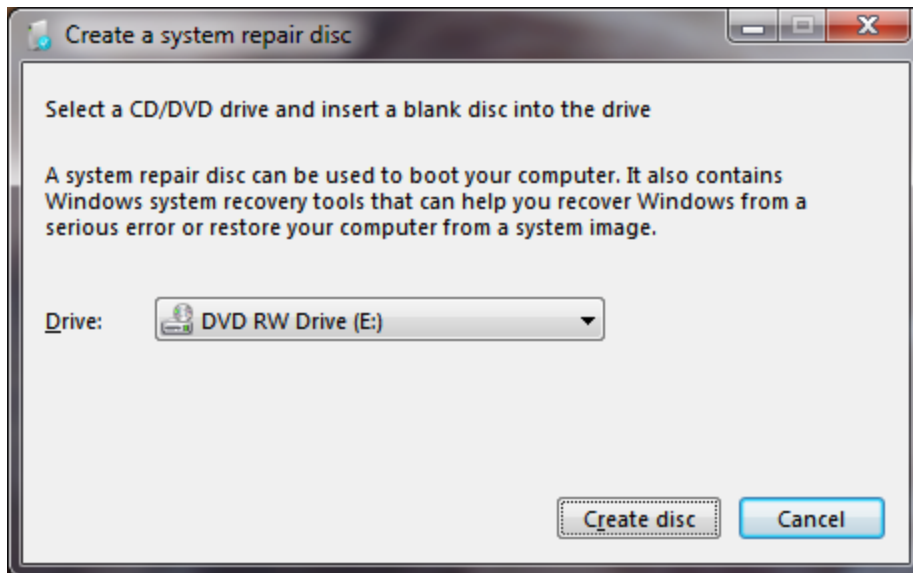 Create a system repair disc
Select a CD/DVD drive and insert a blank disc into the drive
A system repair disc can be used to boot your computer. It also contains
Windows system recovery tools that can help you recover Windows from a
serious error or restore your computer from a system image.
Drive: DVD RW Drive (E:)
Create disc Cancel